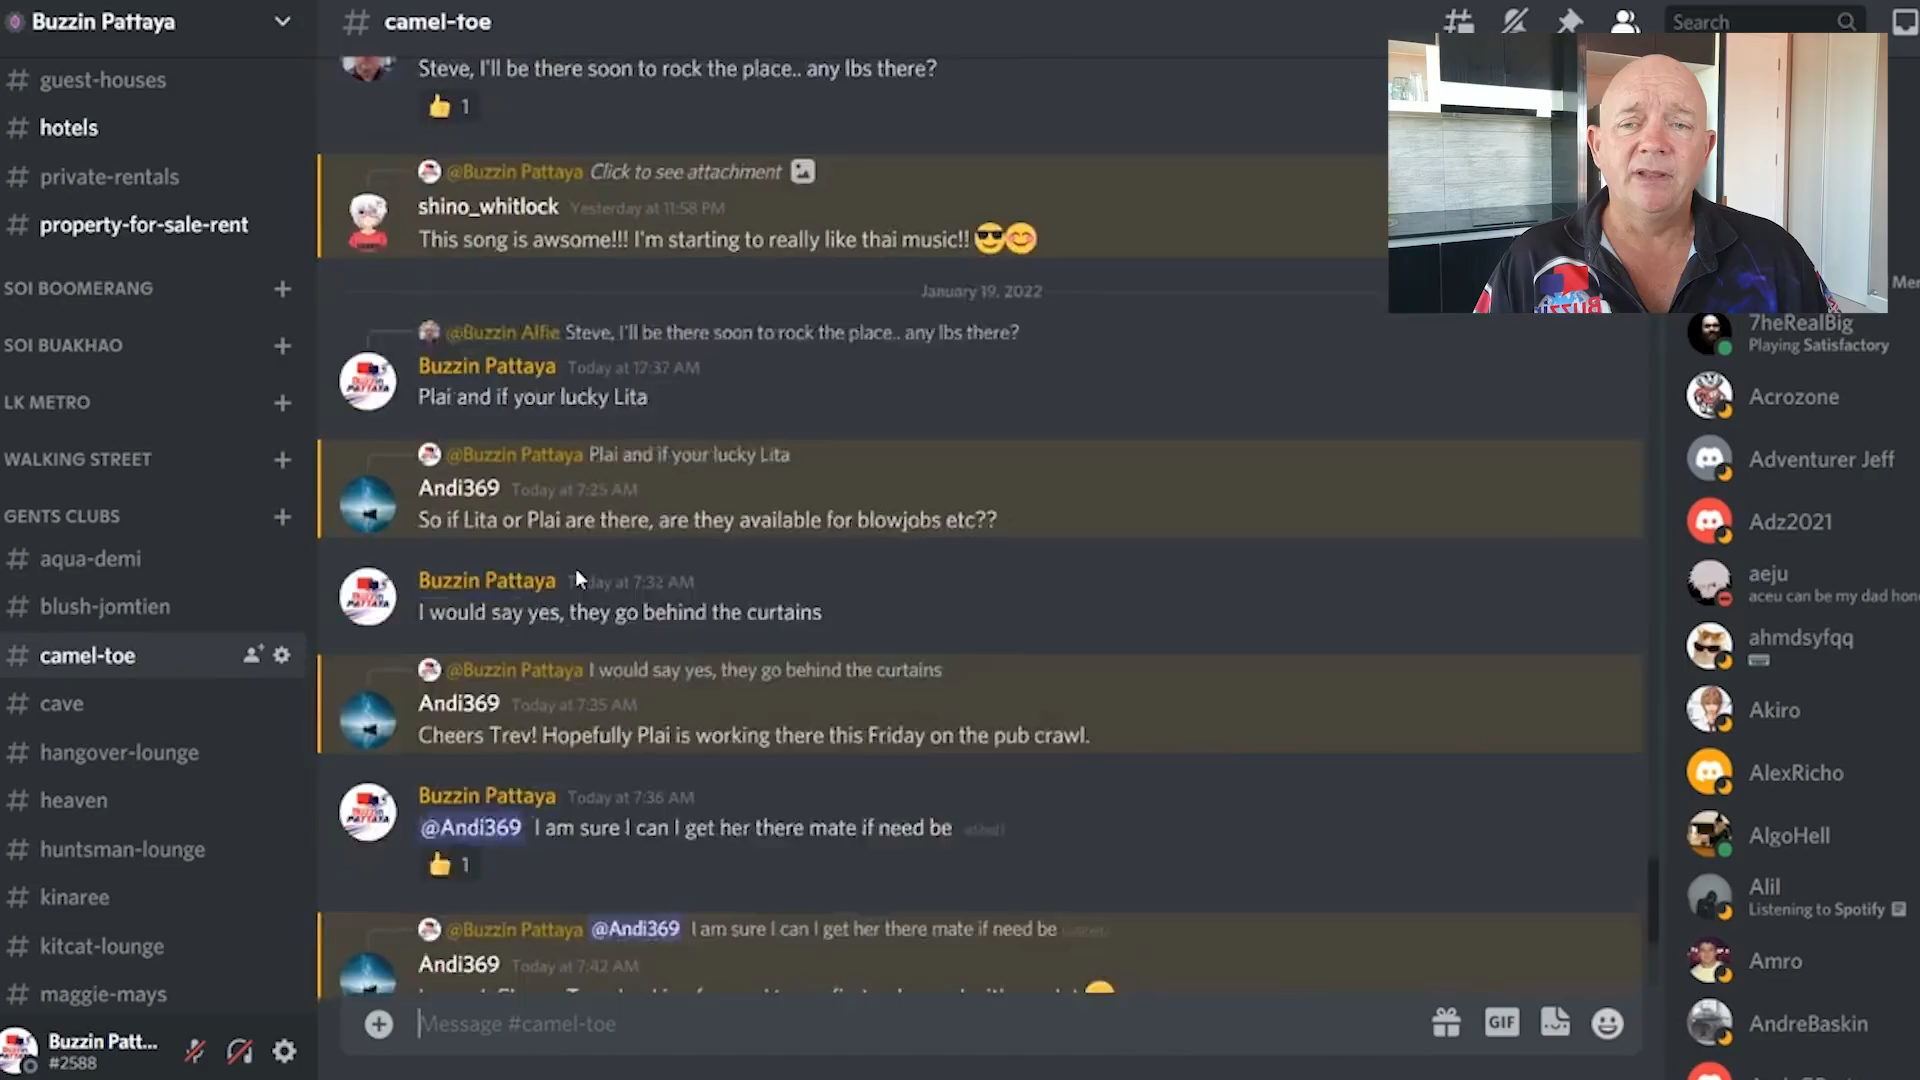 Buzzin Pattaya
guest-houses
hotels
private-rentals
property-for-sale-rent
SOI BOOMERANG
SOI BUAKHAO
LK METRO
WALKING STREET
GENTS CLUBS
aqua-demi
blush-jomtien
camel-toe
cave
hangover-lounge
heaven
huntsman-lounge
kinaree
kitcat-lounge
maggie-mays
Buzzin Patt...
#2588
# camel-toe
Search
Steve, I'll be there soon to rock the place.. any lbs there?
1
@Buzzin Pattaya Click to see attachment
shino_whitlock Yesterday at 11:58 PM
This song is awsome!!! I'm starting to really like thai music!! 😎😊
January 19, 2022
@Buzzin Alfie Steve, I'll be there soon to rock the place.. any lbs there?
Buzzin Pattaya Today at 12:37 AM
Plai and if your lucky Lita
@Buzzin Pattaya Plai and if your lucky Lita
Andi369 Today at 7:25 AM
So if Lita or Plai are there, are they available for blowjobs etc??
Buzzin Pattaya Today at 7:32 AM
I would say yes, they go behind the curtains
@Buzzin Pattaya I would say yes, they go behind the curtains
Andi369 Today at 7:35 AM
Cheers Trev! Hopefully Plai is working there this Friday on the pub crawl.
Buzzin Pattaya Today at 7:36 AM
@Andi369 I am sure I can I get her there mate if need be (edited)
1
@Buzzin Pattaya @Andi369 I am sure I can I get her there mate if need be
Andi369 Today at 7:42 AM
Message #camel-toe
GIF
7heRealBig
Playing Satisfactory
Acrozone
Adventurer Jeff
Adz2021
aeju
aceu can be my dad hon
ahmdsyfqq
Akiro
AlexRicho
AlgoHell
Alil
Listening to Spotify
Amro
AndreBaskin